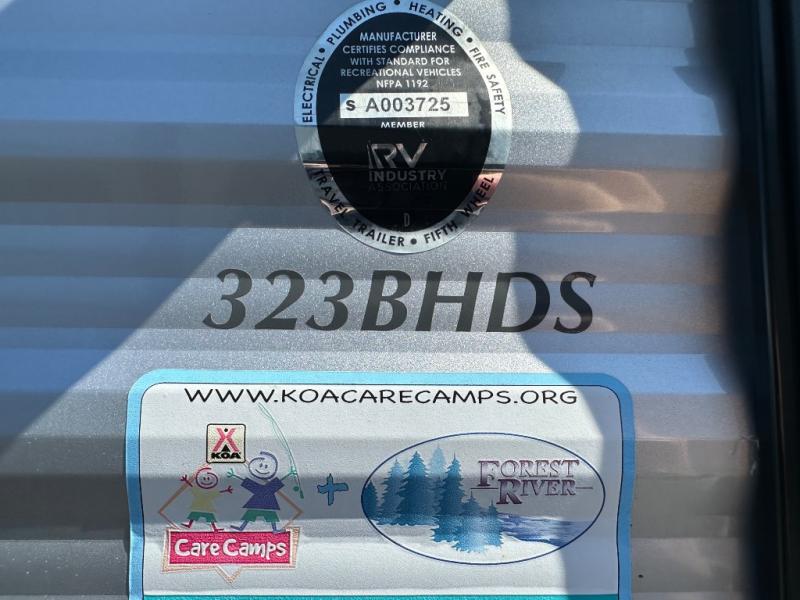 ELECTRICAL • PLUMBING • HEATING • FIRE SAFETY
MANUFACTURER
CERTIFIES COMPLIANCE
WITH STANDARD FOR
RECREATIONAL VEHICLES
NFPA 1192
S A003725
MEMBER
RV
INDUSTRY
ASSOCIATION
D
TRAVEL TRAILER • FIFTH WHEEL
323BHDS
WWW.KOACARECAMPS.ORG
KOA
Care Camps
+
FOREST
RIVER